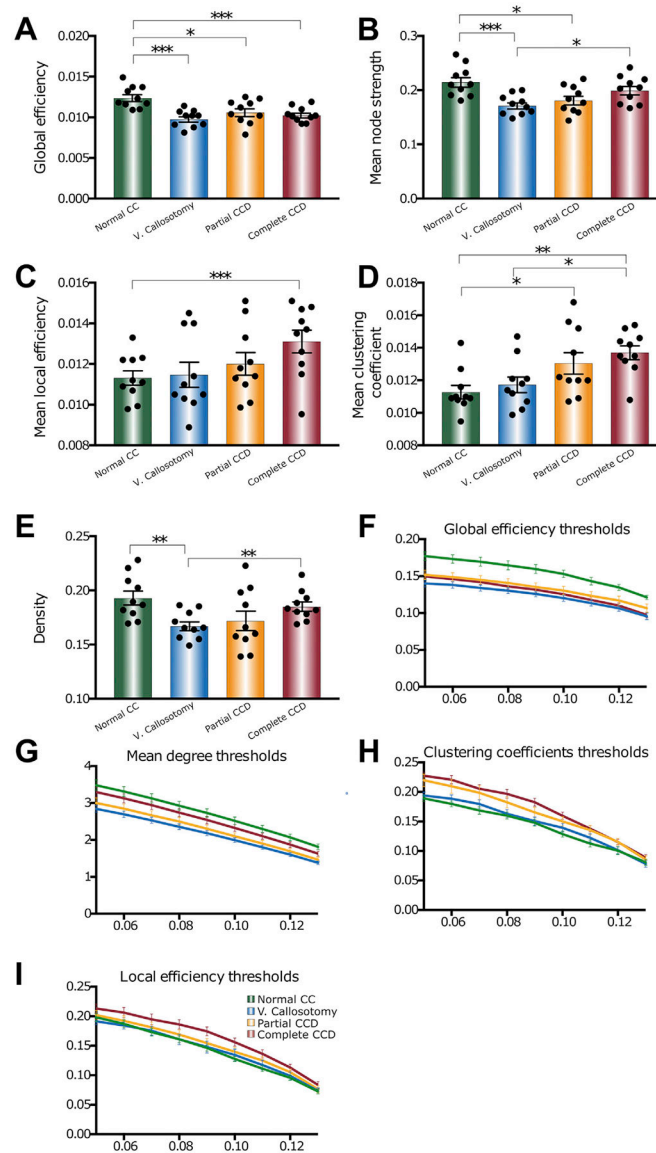 A
B
***
*
***
*
***
*
0.020
0.015
0.010
0.005
0.000
Global efficiency
Normal CC
V. Callosotomy
Partial CCD
Complete CCD
0.3
0.2
0.1
0.0
Mean node strength
Normal CC
V. Callosotomy
Partial CCD
Complete CCD
C
D
***
**
*
*
0.016
0.014
0.012
0.010
0.008
Mean local efficiency
Normal CC
V. Callosotomy
Partial CCD
Complete CCD
0.018
0.016
0.014
0.012
0.010
0.008
Mean clustering
coefficient
Normal CC
V. Callosotomy
Partial CCD
Complete CCD
E
**
**
0.25
0.20
0.15
0.10
Density
Normal CC
V. Callosotomy
Partial CCD
Complete CCD
F
Global efficiency thresholds
0.20
0.15
0.10
0.05
0.00
0.06 0.08 0.10 0.12
G
Mean degree thresholds
4
3
2
1
0
0.06 0.08 0.10 0.12
H
Clustering coefficients thresholds
0.25
0.20
0.15
0.10
0.05
0.00
0.06 0.08 0.10 0.12
I
Local efficiency thresholds
Normal CC
V. Callosotomy
Partial CCD
Complete CCD
0.25
0.20
0.15
0.10
0.05
0.00
0.06 0.08 0.10 0.12